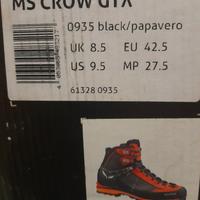 MS CROW GTX
0935 black/papavero
UK 8.5 EU 42.5
US 9.5 MP 27.5
61328 0935